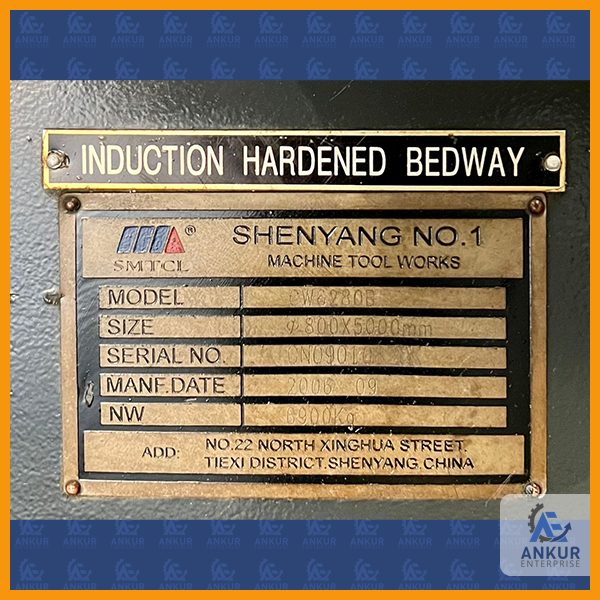 INDUCTION HARDENED BEDWAY
®
SMTCL
SHENYANG NO.1
MACHINE TOOL WORKS
MODEL CW6280B
SIZE Φ800X5000mm
SERIAL NO.
MANF.DATE 2006 09
NW 6900Kg
ADD: NO.22 NORTH XINGHUA STREET.
TIEXI DISTRICT.SHENYANG.CHINA
ANKUR
ENTERPRISE